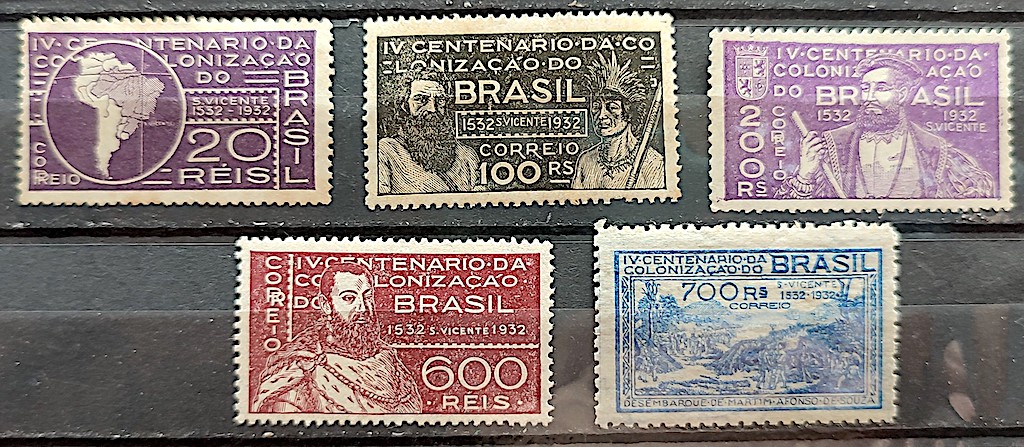 IV·CENTENARIO·DA
COLONIZAÇÃO
DO
BRASIL
S.VICENTE
1532-1932
20
RÉIS
CORREIO
IV·CENTENARIO·DA·CO
LONIZAÇÃO·DO
BRASIL
1532 S.VICENTE 1932
CORREIO
100 RS
IV·CENTENARIO·DA·
COLONIZAÇÃO
DO BRASIL
1532 1932
S.VICENTE
CORREIO
200 RS
CORREIO
IV·CENTENARIO·DA
COLONIZAÇÃO·
DO BRASIL
1532 S.VICENTE 1932
600
·RÉIS·
IV·CENTENARIO·DA
COLONIZAÇÃO·DO BRASIL
700 RS S·VICENTE
1532·1932
CORREIO
DESEMBARQUE·DE·MARTIM·AFONSO·DE·SOUZA